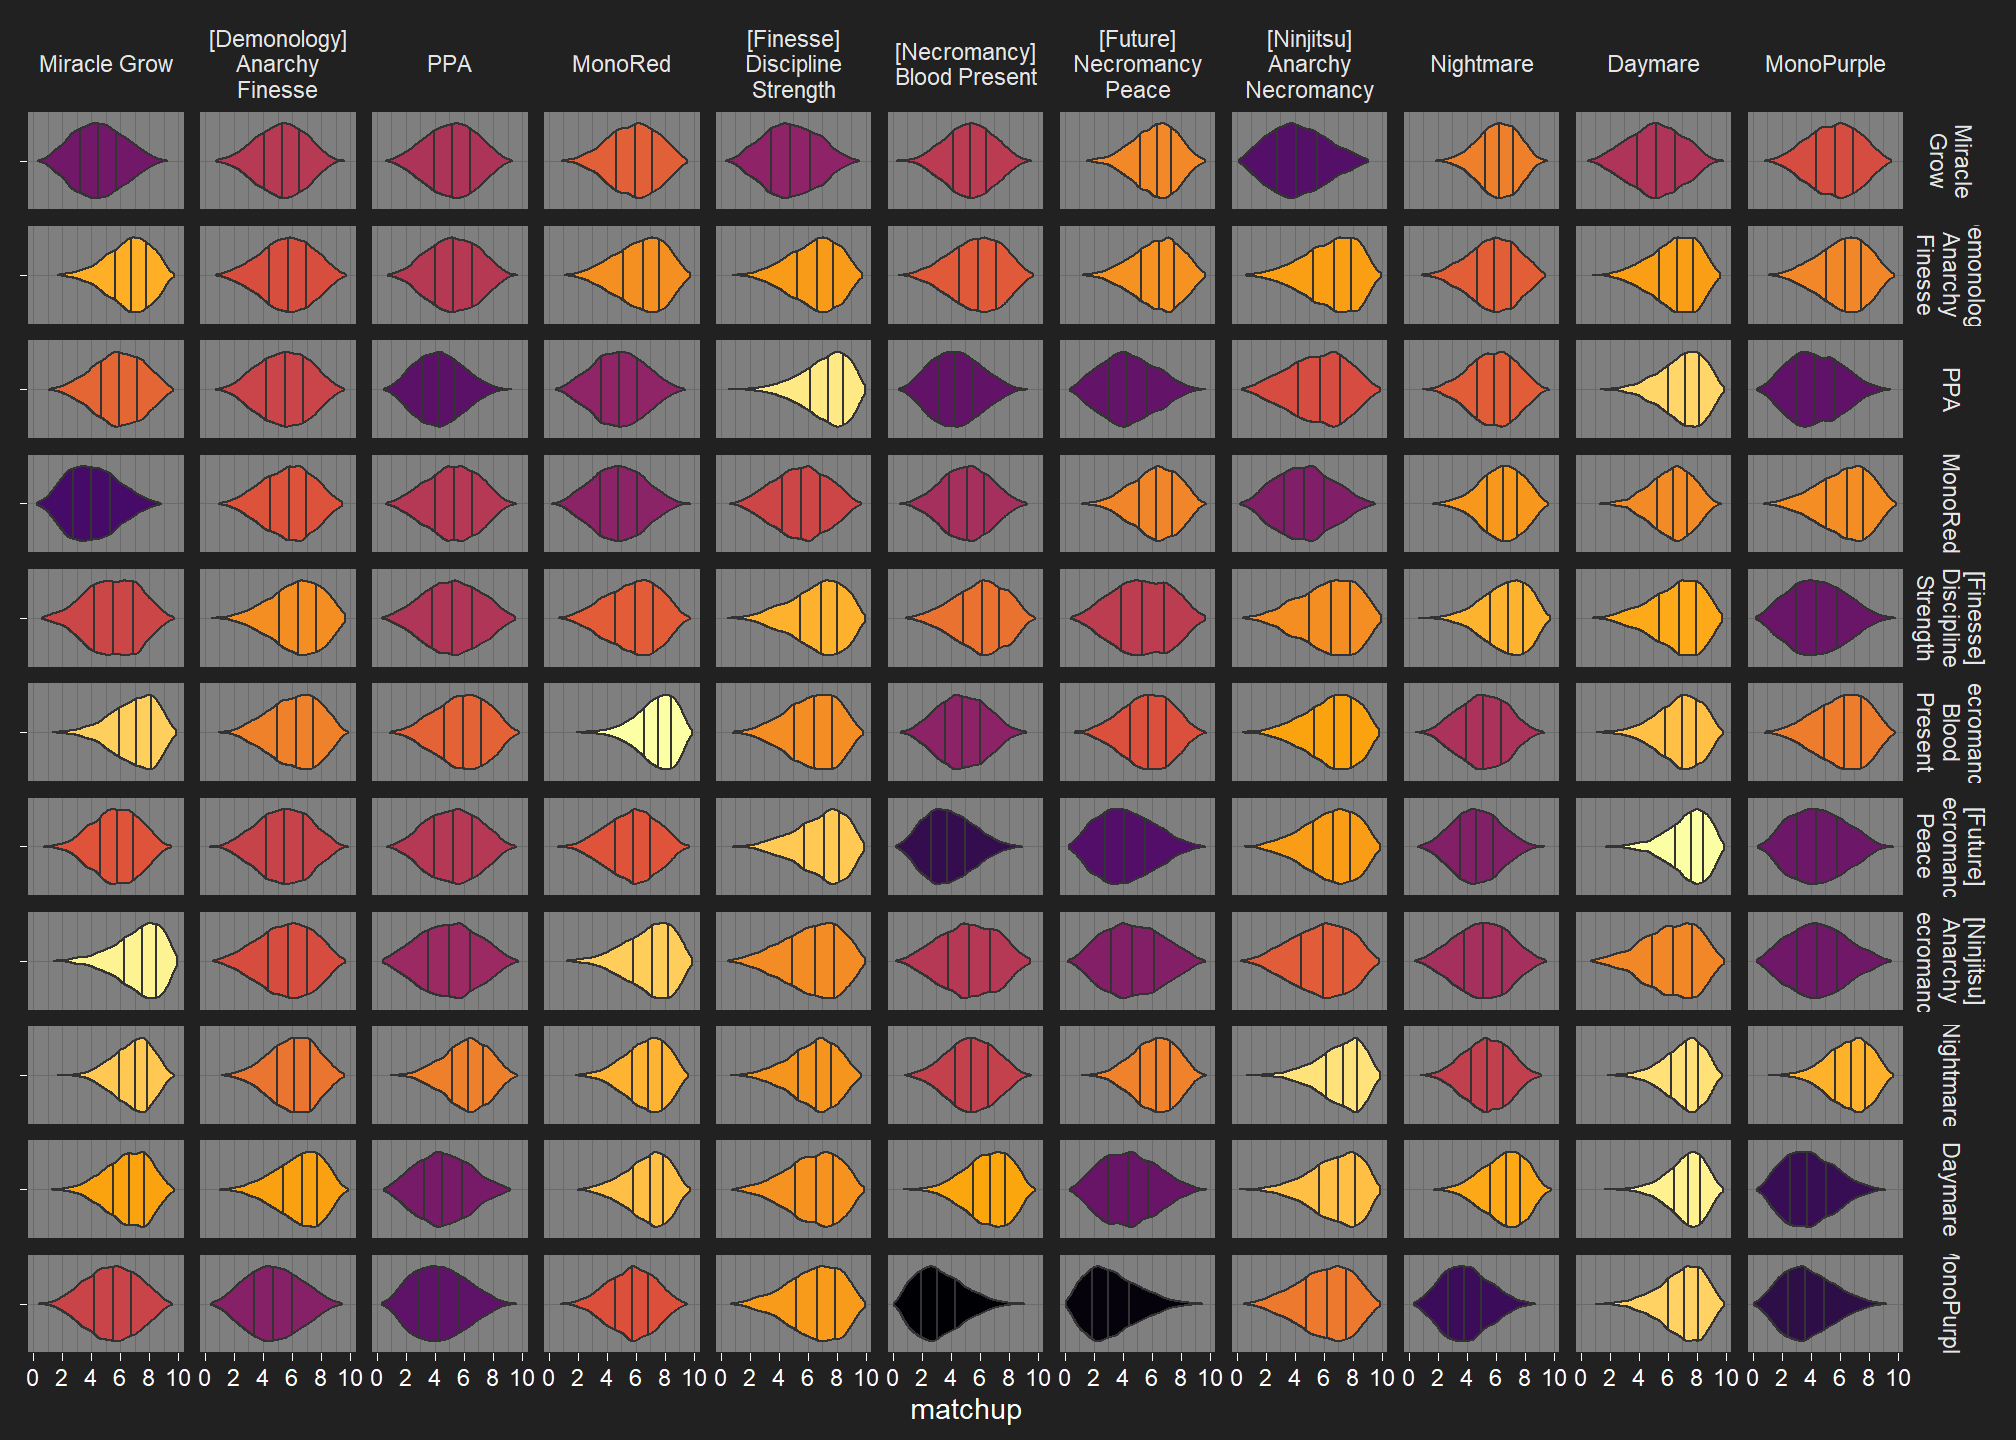 Miracle Grow
[Demonology]
Anarchy
Finesse
PPA
MonoRed
[Finesse]
Discipline
Strength
[Necromancy]
Blood Present
[Future]
Necromancy
Peace
[Ninjitsu]
Anarchy
Necromancy
Nightmare
Daymare
MonoPurple
Miracle
Grow
emonolog
Anarchy
Finesse
PPA
MonoRed
[Finesse]
Discipline
Strength
ecromanc
Blood
Present
[Future]
ecromanc
Peace
[Ninjitsu]
Anarchy
ecromanc
Nightmare
Daymare
MonoPurpl
0 2 4 6 8 10 0 2 4 6 8 10 0 2 4 6 8 10 0 2 4 6 8 10 0 2 4 6 8 10 0 2 4 6 8 10 0 2 4 6 8 10 0 2 4 6 8 10 0 2 4 6 8 10 0 2 4 6 8 10 0 2 4 6 8 10
matchup